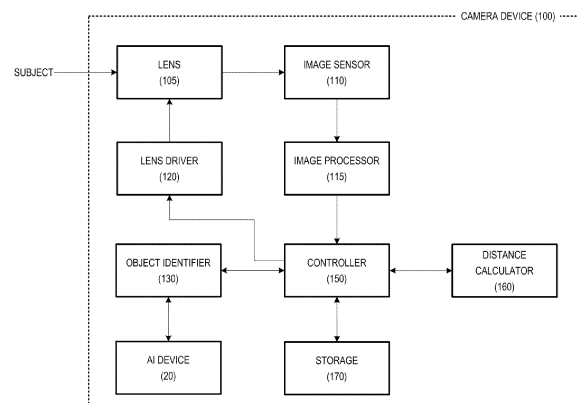 CAMERA DEVICE (100)
SUBJECT
LENS
(105)
IMAGE SENSOR
(110)
LENS DRIVER
(120)
IMAGE PROCESSOR
(115)
OBJECT IDENTIFIER
(130)
CONTROLLER
(150)
DISTANCE
CALCULATOR
(160)
AI DEVICE
(20)
STORAGE
(170)